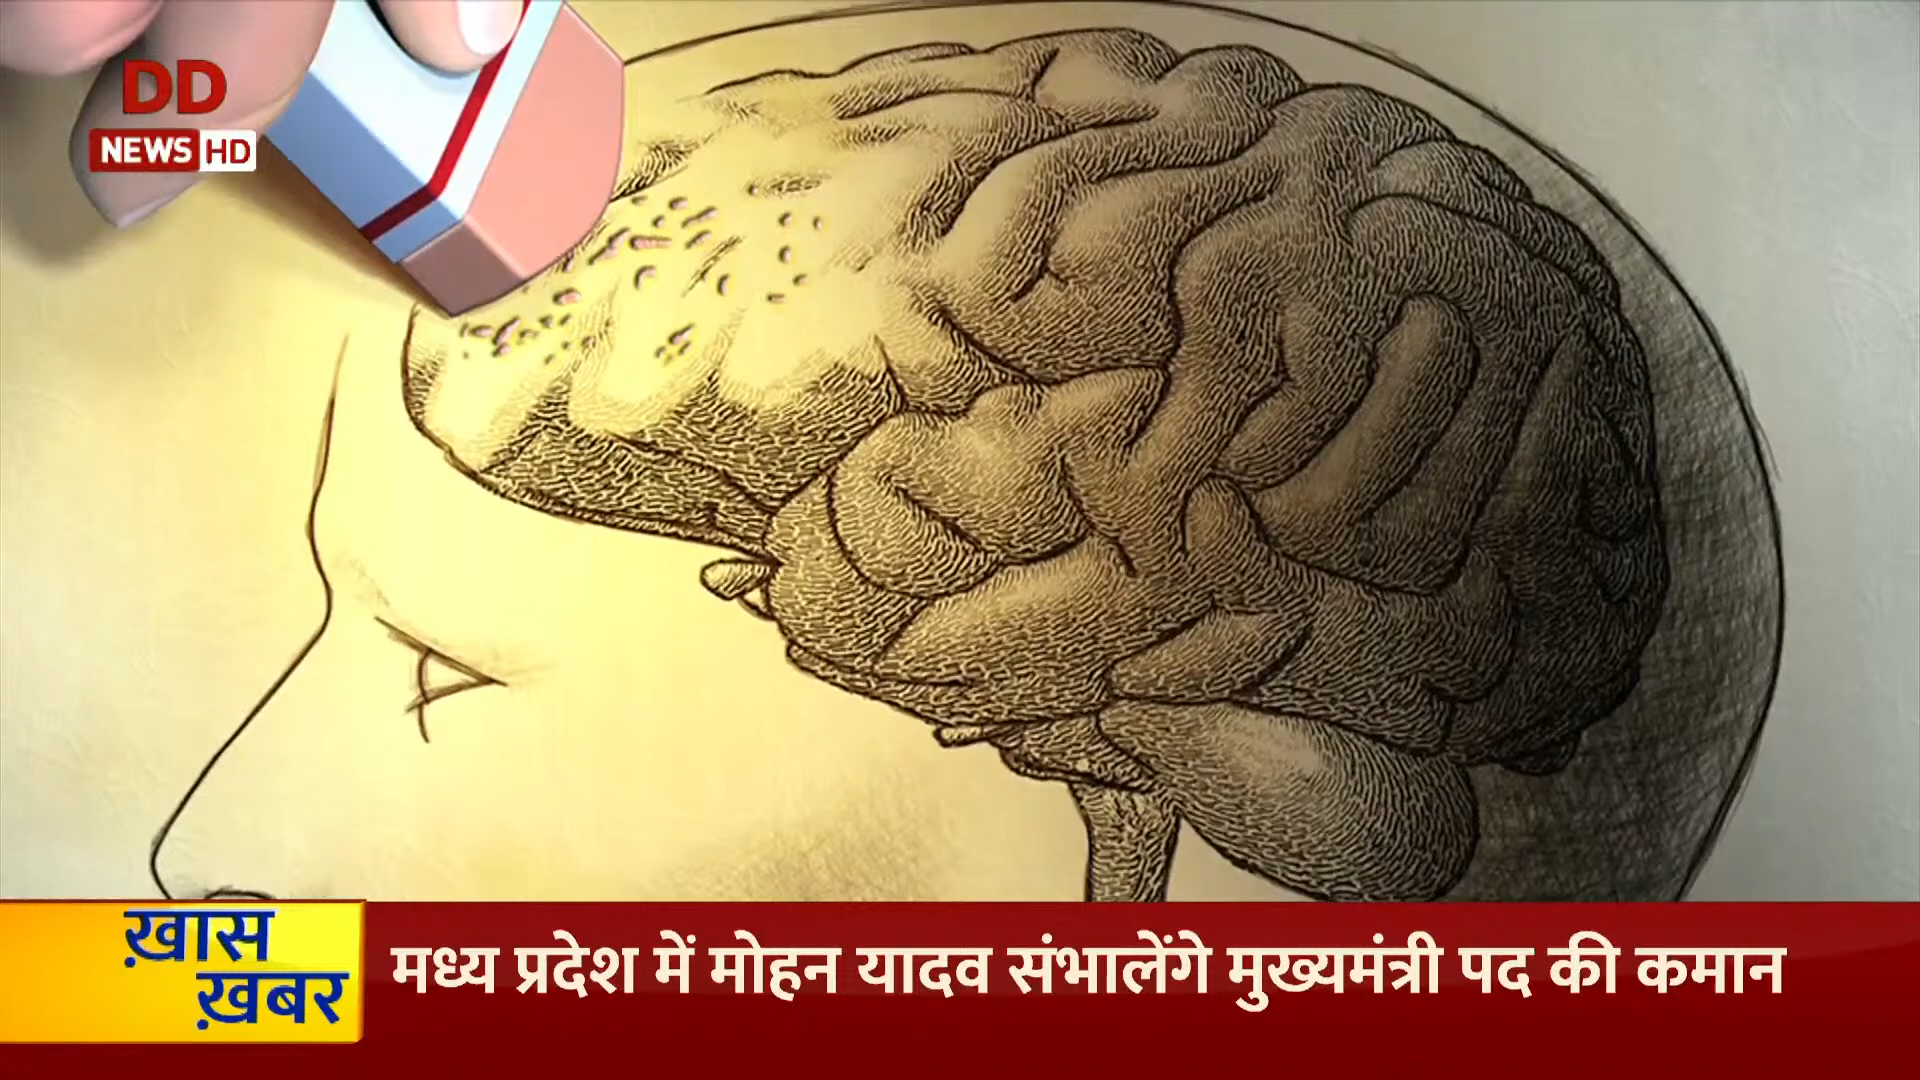 DD
NEWS HD
ख़ास
ख़बर
मध्य प्रदेश में मोहन यादव संभालेंगे मुख्यमंत्री पद की कमान